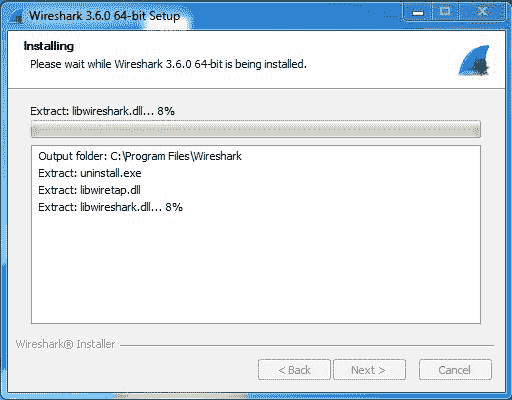 Wireshark 3.6.0 64-bit Setup
Installing
Please wait while Wireshark 3.6.0 64-bit is being installed.
Extract: libwireshark.dll... 8%
Output folder: C:\Program Files\Wireshark
Extract: uninstall.exe
Extract: libwiretap.dll
Extract: libwireshark.dll... 8%
Wireshark® Installer
< Back Next > Cancel